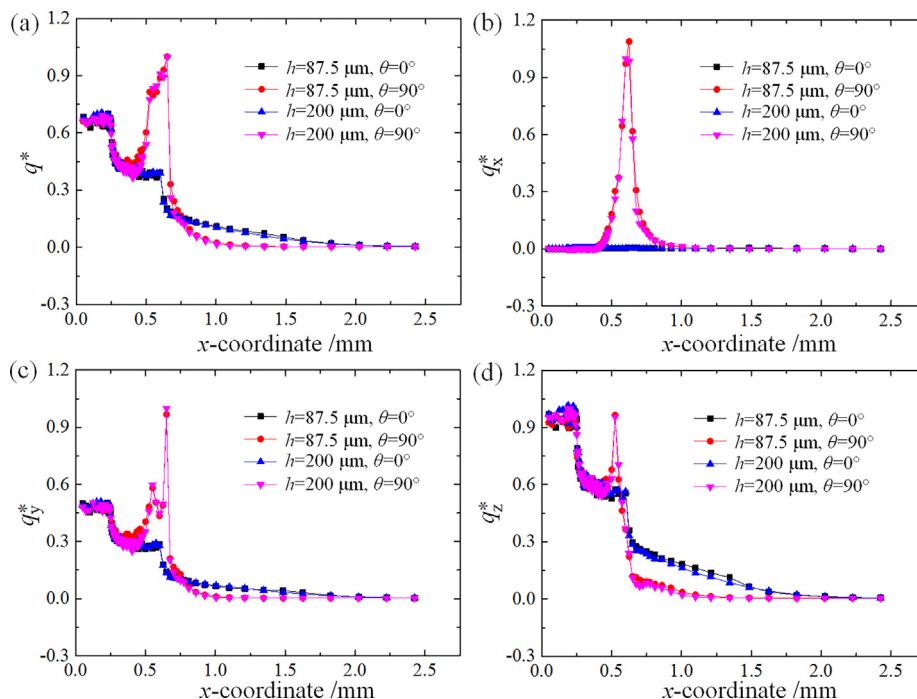 (a)
1.2
0.9
0.6
0.3
0.0
-0.3
q*
h=87.5 μm, θ=0°
h=87.5 μm, θ=90°
h=200 μm, θ=0°
h=200 μm, θ=90°
0.0 0.5 1.0 1.5 2.0 2.5
x-coordinate /mm
(b)
1.2
0.9
0.6
0.3
0.0
-0.3
q*x
h=87.5 μm, θ=0°
h=87.5 μm, θ=90°
h=200 μm, θ=0°
h=200 μm, θ=90°
0.0 0.5 1.0 1.5 2.0 2.5
x-coordinate /mm
(c)
1.2
0.9
0.6
0.3
0.0
-0.3
q*y
h=87.5 μm, θ=0°
h=87.5 μm, θ=90°
h=200 μm, θ=0°
h=200 μm, θ=90°
0.0 0.5 1.0 1.5 2.0 2.5
x-coordinate /mm
(d)
1.2
0.9
0.6
0.3
0.0
-0.3
q*z
h=87.5 μm, θ=0°
h=87.5 μm, θ=90°
h=200 μm, θ=0°
h=200 μm, θ=90°
0.0 0.5 1.0 1.5 2.0 2.5
x-coordinate /mm